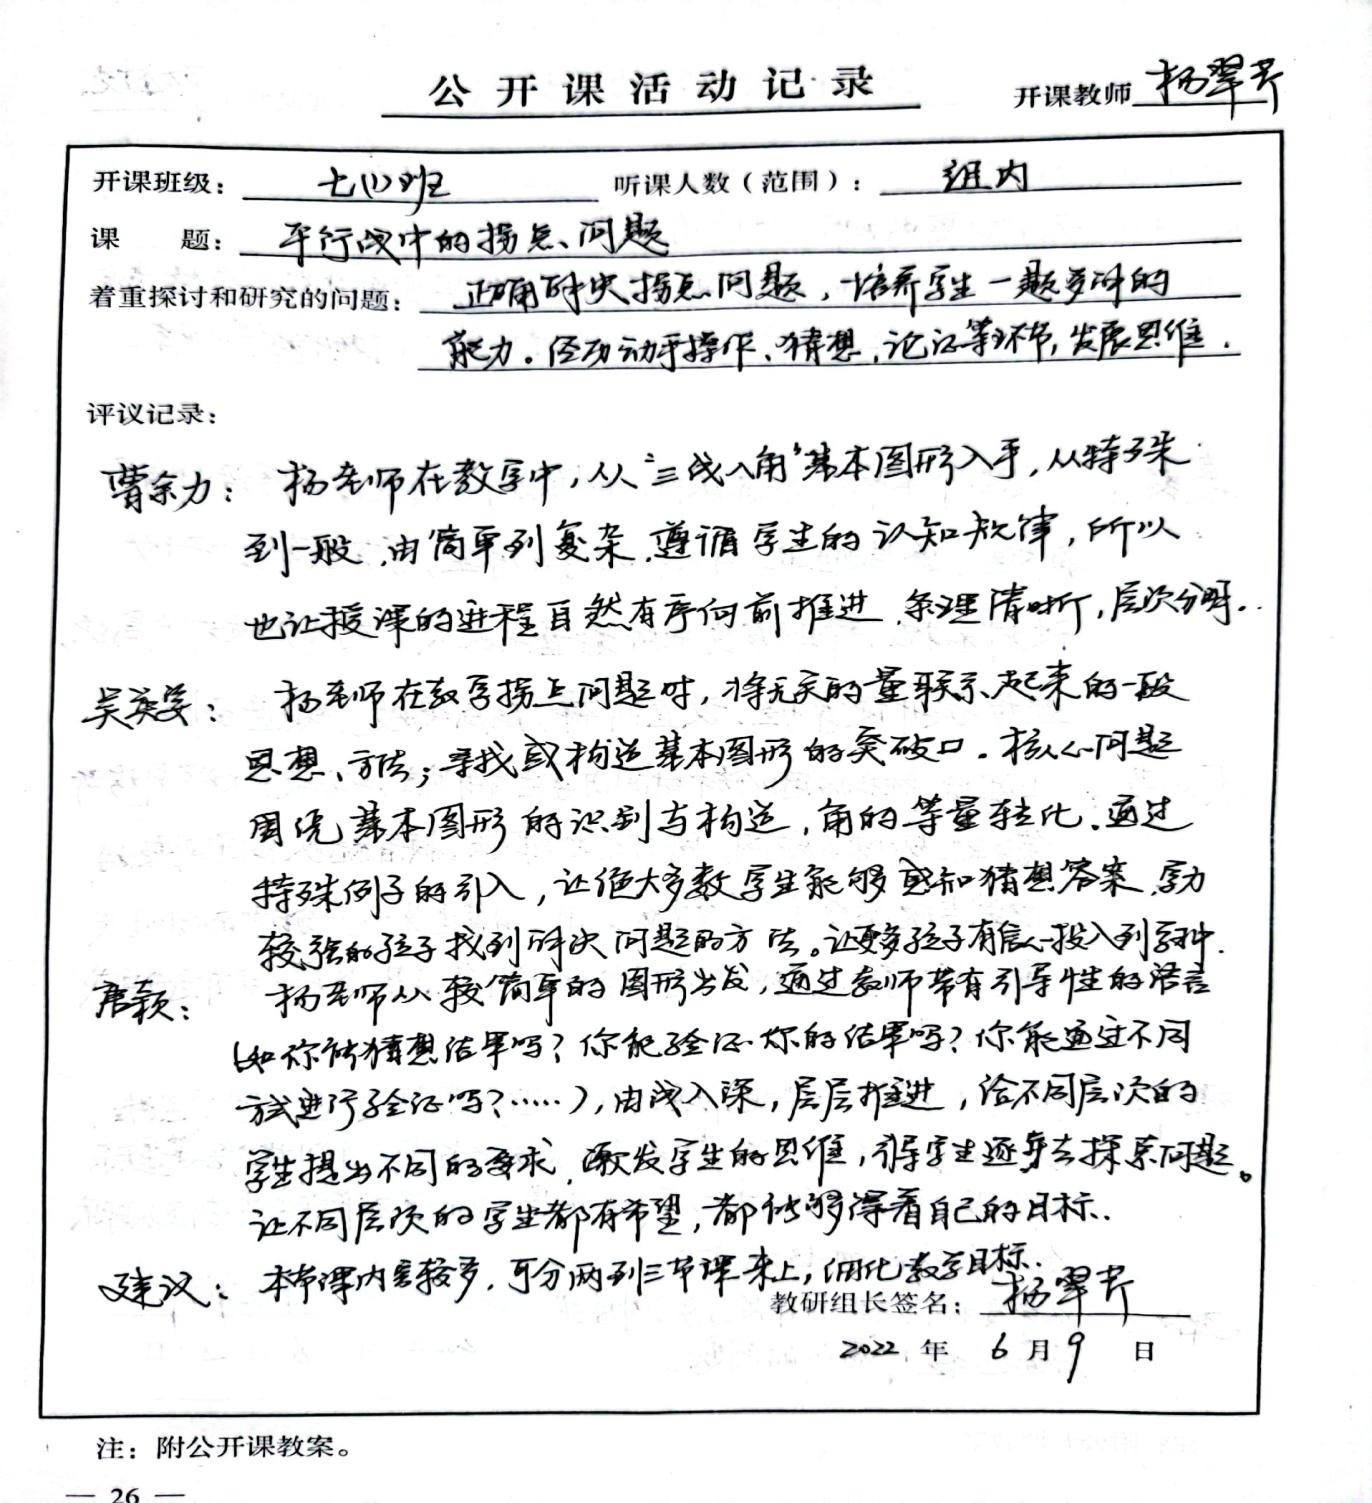 公开课活动记录
开课教师 杨翠芹
开课班级： 七(1)班 听课人数（范围）： 组内
课 题： 平行线中的拐点问题
着重探讨和研究的问题： 正确解决拐点问题，培养学生一题多解的
能力。经历动手操作、猜想、论证等环节，发展思维．
评议记录：
曹余力： 杨老师在教学中，从“三线八角”基本图形入手，从特殊
到一般，由简单到复杂，遵循学生的认知规律，所以
也让授课的进程自然有序向前推进，条理清晰，层次分明．
吴英： 杨老师在教学拐点问题时，将无关的量联系起来的一般
思想、方法；寻找或构造基本图形的突破口．核心问题
围绕基本图形的识别与构造，角的等量转化．通过
特殊例子的引入，让绝大多数学生能够感知猜想答案，学力
较强的孩子找到解决问题的方法。让更多孩子有信心投入到
唐颖： 杨老师从较简单的图形出发，通过教师带有引导性的语言
（如你能猜想结果吗？你能验证你的结果吗？你能通过不同
方式进行验证吗？……），由浅入深，层层推进，给不同层次的
学生提出不同的要求，激发学生的思维，引导学生逐步去探索问题。
让不同层次的学生都有希望，都能够得着自己的目标．
建议： 本节课内容较多，可分两到三节课来上，细化教学目标．
教研组长签名： 杨翠芹
2022 年 6 月 9 日
注：附公开课教案。
— 26 —